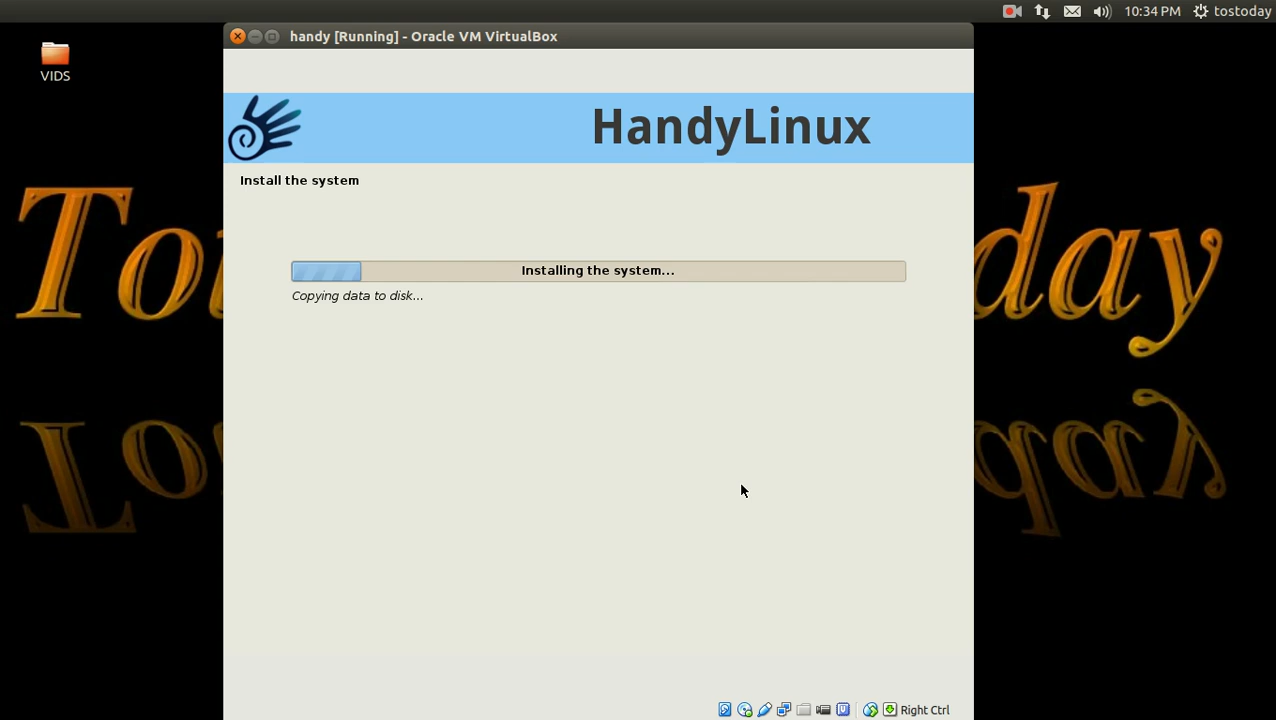 10:34 PM tostoday
VIDS
handy [Running] - Oracle VM VirtualBox
HandyLinux
Install the system
Installing the system...
Copying data to disk...
Right Ctrl